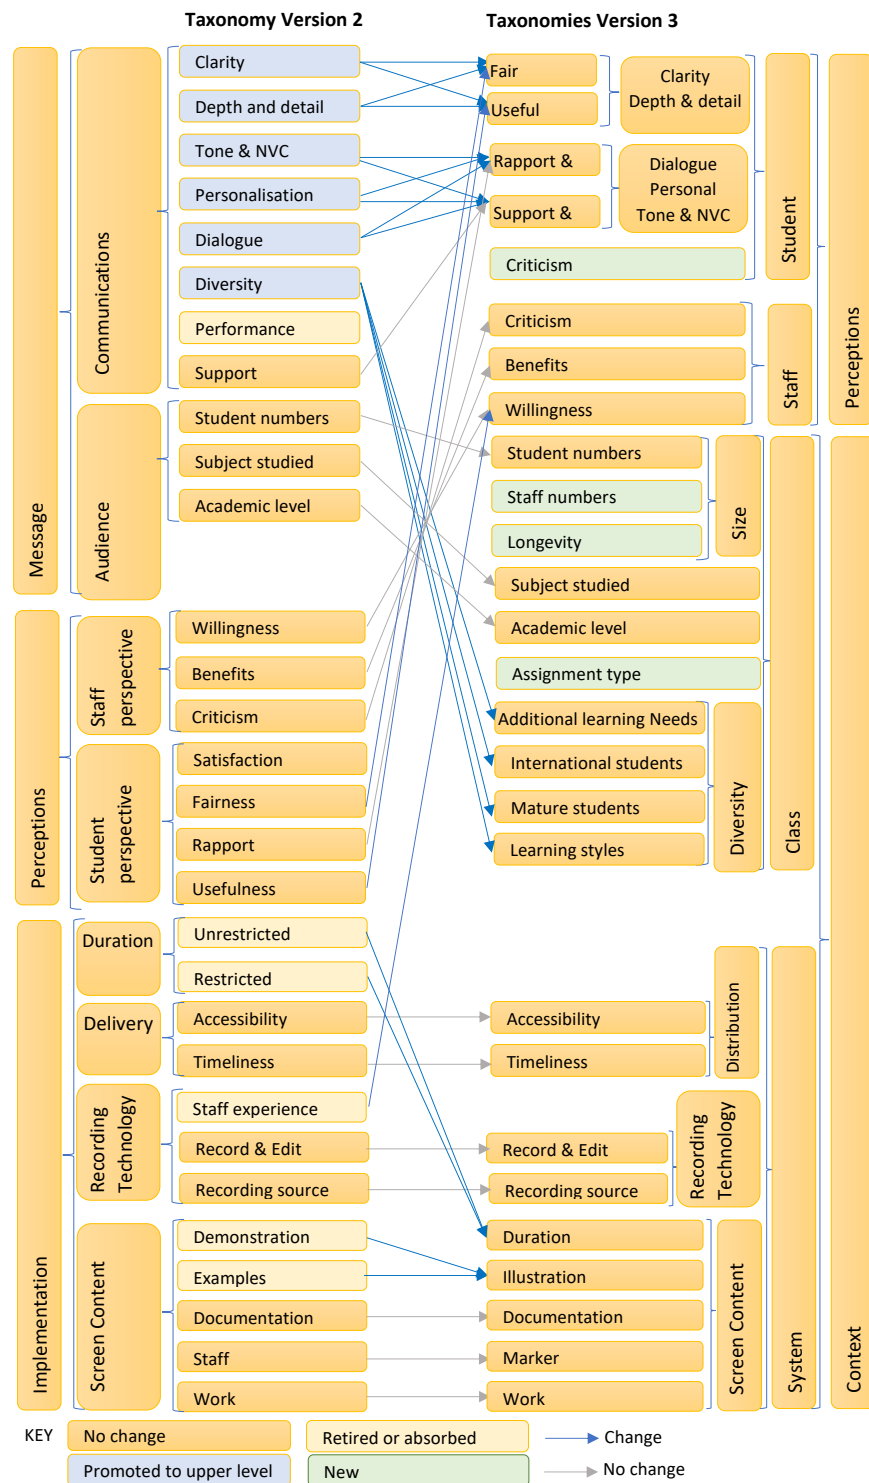 Taxonomy Version 2
Taxonomies Version 3
Message
Communications
Clarity
Depth and detail
Tone & NVC
Personalisation
Dialogue
Diversity
Performance
Support
Audience
Student numbers
Subject studied
Academic level
Perceptions
Staff
perspective
Willingness
Benefits
Criticism
Student
perspective
Satisfaction
Fairness
Rapport
Usefulness
Implementation
Duration
Unrestricted
Restricted
Delivery
Accessibility
Timeliness
Recording
Technology
Staff experience
Record & Edit
Recording source
Screen Content
Demonstration
Examples
Documentation
Staff
Work
Fair
Useful
Clarity
Depth & detail
Rapport &
Support &
Dialogue
Personal
Tone & NVC
Criticism
Student
Criticism
Benefits
Willingness
Staff
Perceptions
Student numbers
Staff numbers
Longevity
Size
Subject studied
Academic level
Assignment type
Additional learning Needs
International students
Mature students
Learning styles
Diversity
Class
Accessibility
Timeliness
Distribution
Record & Edit
Recording source
Recording
Technology
Duration
Illustration
Documentation
Marker
Work
Screen Content
System
Context
KEY
No change
Retired or absorbed
Change
Promoted to upper level
New
No change